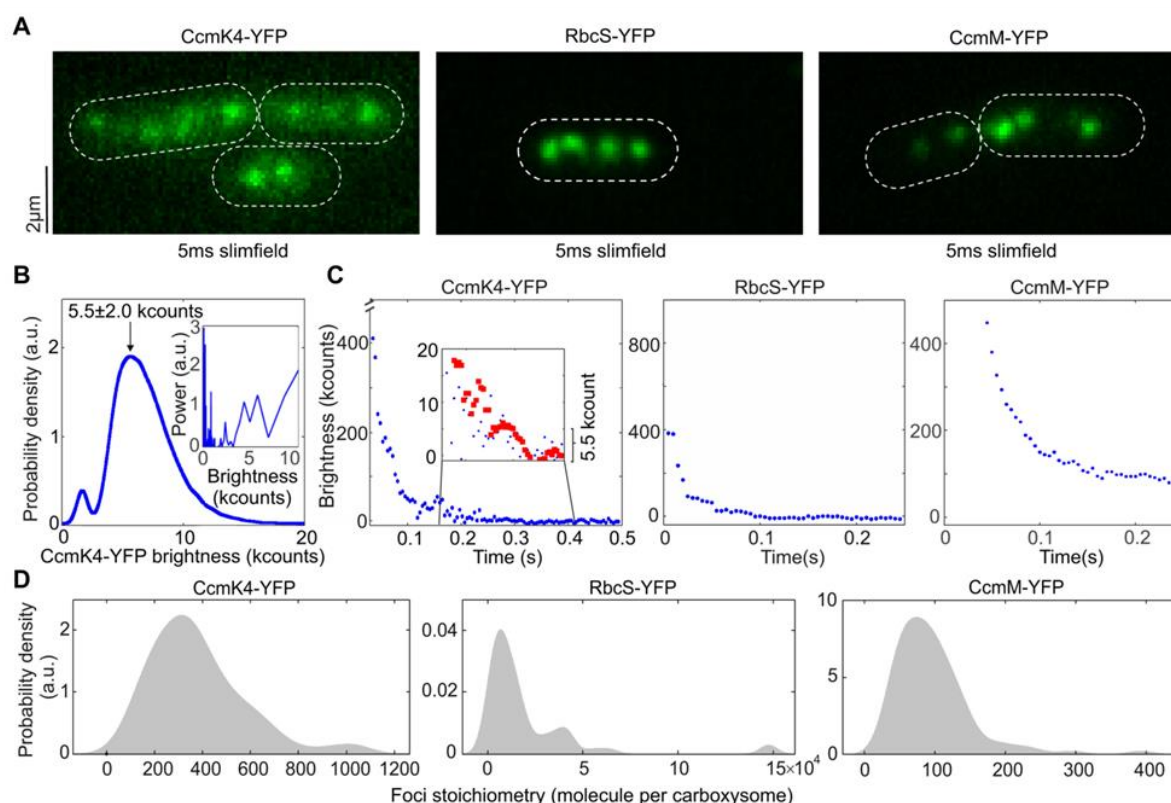 A
CcmK4-YFP
RbcS-YFP
CcmM-YFP
2μm
5ms slimfield
5ms slimfield
5ms slimfield
B
5.5±2.0 kcounts
Probability density (a.u.)
2
1
0
0
10
20
CcmK4-YFP brightness (kcounts)
Power (a.u.)
3
2
1
0
0
5
10
Brightness
(kcounts)
C
CcmK4-YFP
Brightness (kcounts)
400
200
0
20
10
0
5.5 kcount
0.1 0.2 0.3 0.4 0.5
Time (s)
RbcS-YFP
800
400
0
0 0.1 0.2
Time(s)
CcmM-YFP
400
200
0
0 0.1 0.2
Time(s)
D
CcmK4-YFP
Probability density
(a.u.)
2
1
0
0 200 400 600 800 1000 1200
RbcS-YFP
0.04
0.02
0
0 5 10 15×10⁴
CcmM-YFP
10
5
0
0 100 200 300 400
Foci stoichiometry (molecule per carboxysome)